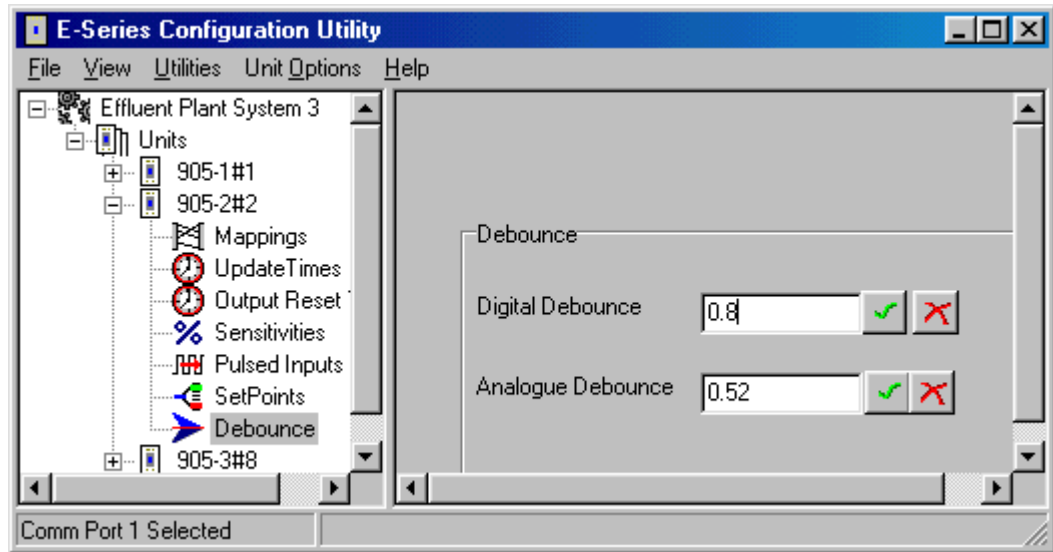 E-Series Configuration Utility
File View Utilities Unit Options Help
Effluent Plant System 3
Units
905-1#1
905-2#2
Mappings
UpdateTimes
Output Reset
Sensitivities
Pulsed Inputs
SetPoints
Debounce
905-3#8
Debounce
Digital Debounce 0.8
Analogue Debounce 0.52
Comm Port 1 Selected